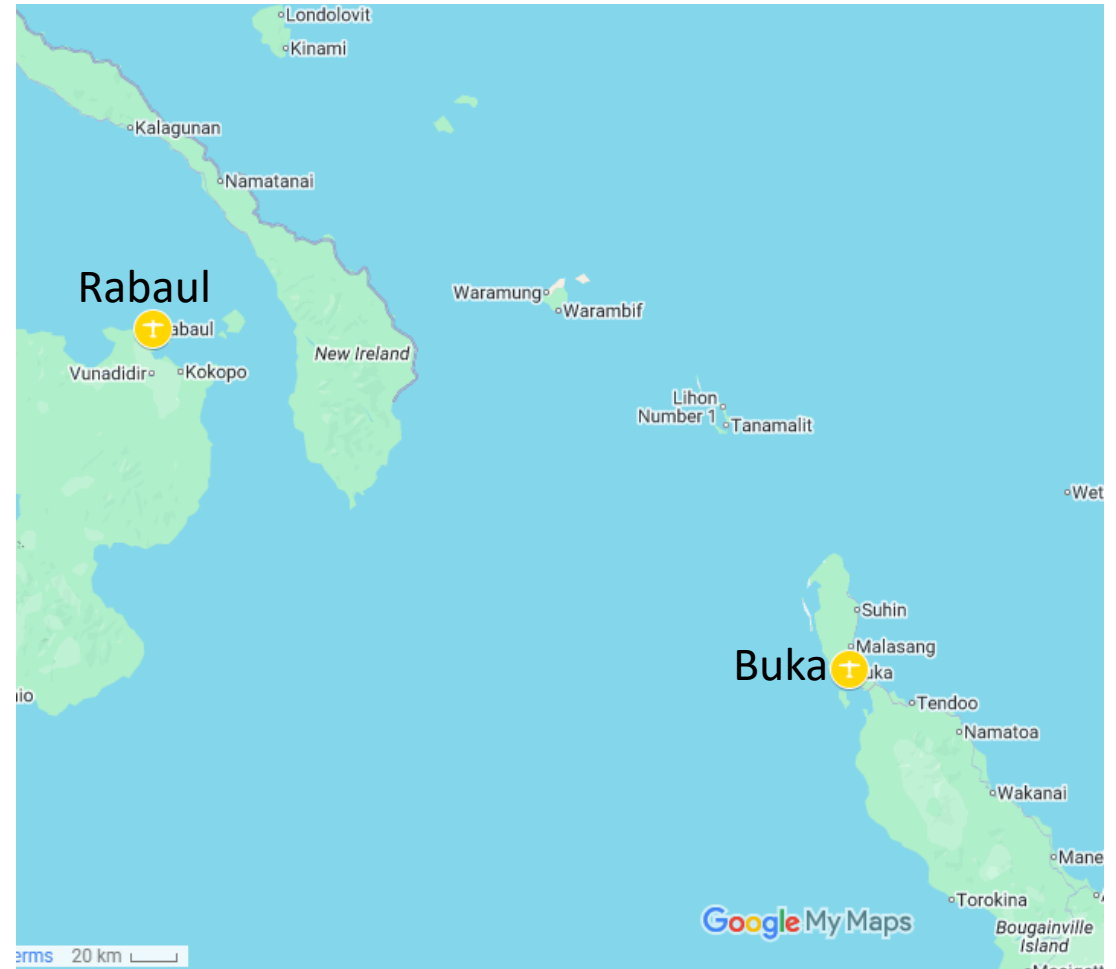 Londolovit
Kinami
Kalagunan
Namatanai
Rabaul
abaul
Waramung
Warambif
New Ireland
Vunadidir
Kokopo
Lihon
Number 1
Tanamalit
Wet
Suhin
Malasang
Buka
uka
Tendoo
Namatoa
Wakanai
Mane
Torokina
Bougainville
Island
Google My Maps
erms 20 km